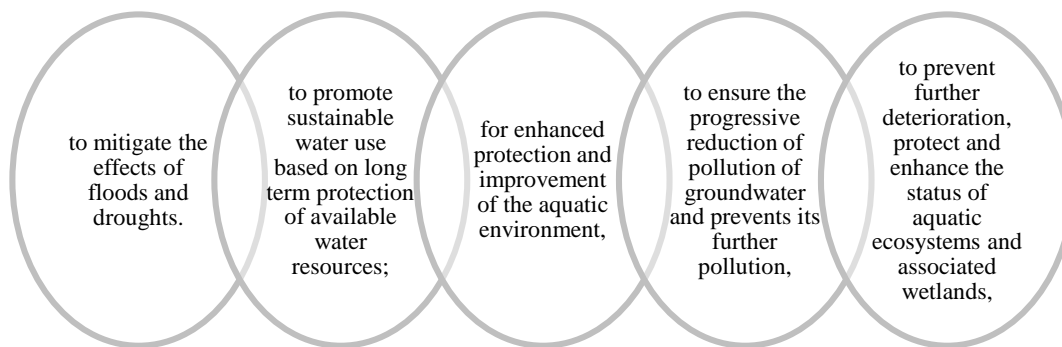 to mitigate the
effects of
floods and
droughts.
to promote
sustainable
water use
based on long
term protection
of available
water
resources;
for enhanced
protection and
improvement
of the aquatic
environment,
to ensure the
progressive
reduction of
pollution of
groundwater
and prevents its
further
pollution,
to prevent
further
deterioration,
protect and
enhance the
status of
aquatic
ecosystems and
associated
wetlands,